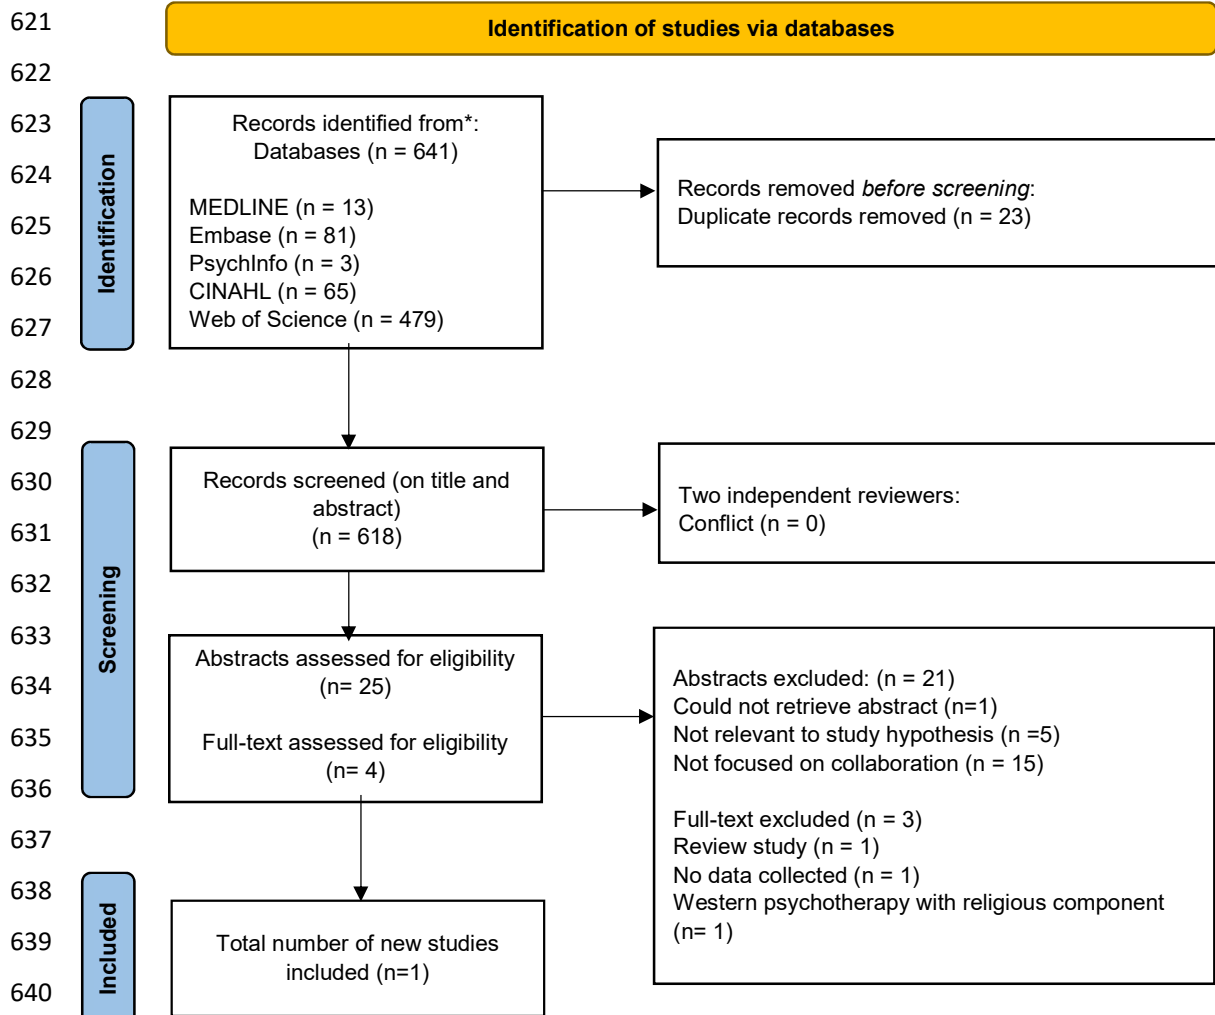 621
Identification of studies via databases
622
623
Identification
Records identified from*:
Databases (n = 641)
MEDLINE (n = 13)
Embase (n = 81)
PsychInfo (n = 3)
CINAHL (n = 65)
Web of Science (n = 479)
624
Records removed before screening:
Duplicate records removed (n = 23)
625
626
627
628
629
630
Screening
Records screened (on title and
abstract)
(n = 618)
631
Two independent reviewers:
Conflict (n = 0)
632
633
Abstracts assessed for eligibility
(n= 25)
Full-text assessed for eligibility
(n= 4)
634
Abstracts excluded: (n = 21)
Could not retrieve abstract (n=1)
Not relevant to study hypothesis (n =5)
Not focused on collaboration (n = 15)
635
636
Full-text excluded (n = 3)
Review study (n = 1)
No data collected (n = 1)
Western psychotherapy with religious component
(n= 1)
637
638
Included
639
Total number of new studies
included (n=1)
640